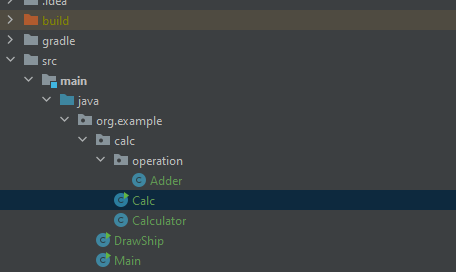 .idea
build
gradle
src
main
java
org.example
calc
operation
Adder
Calc
Calculator
DrawShip
Main